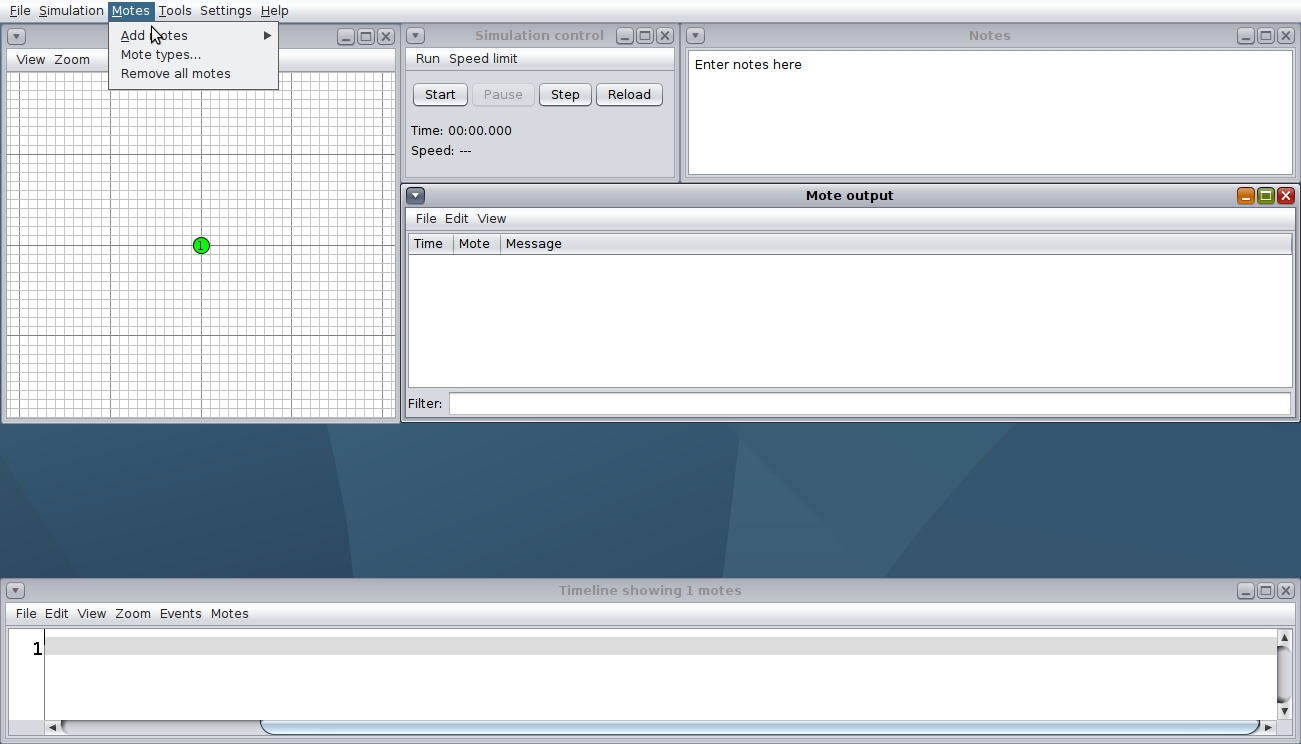 File Simulation Motes Tools Settings Help
Add motes
Mote types...
Remove all motes
View Zoom
1
Simulation control
Run Speed limit
Start Pause Step Reload
Time: 00:00.000
Speed: ---
Notes
Enter notes here
Mote output
File Edit View
Time Mote Message
Filter:
Timeline showing 1 motes
File Edit View Zoom Events Motes
1